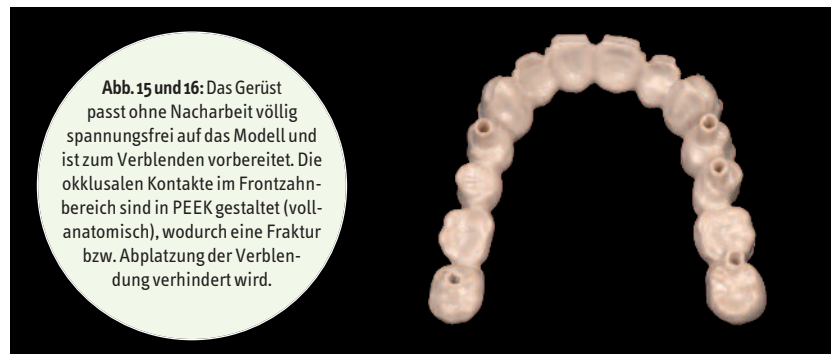 Abb. 15 und 16: Das Gerüst
passt ohne Nacharbeit völlig
spannungsfrei auf das Modell und
ist zum Verblenden vorbereitet. Die
okklusalen Kontakte im Frontzahn-
bereich sind in PEEK gestaltet (voll-
anatomisch), wodurch eine Fraktur
bzw. Abplatzung der Verblen-
dung verhindert wird.